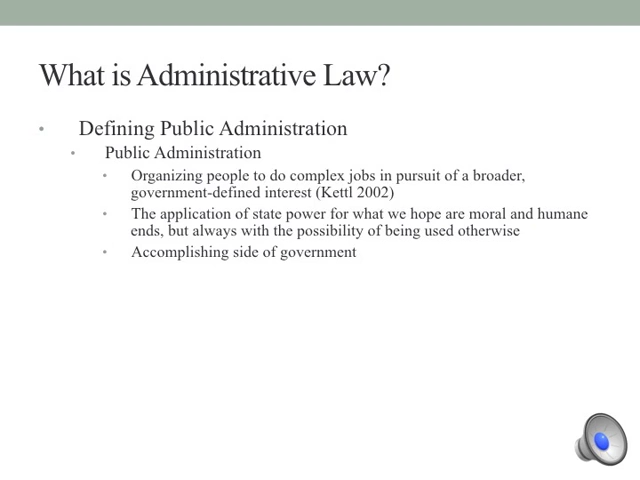 What is Administrative Law?
• Defining Public Administration
• Public Administration
• Organizing people to do complex jobs in pursuit of a broader,
government-defined interest (Kettl 2002)
• The application of state power for what we hope are moral and humane
ends, but always with the possibility of being used otherwise
• Accomplishing side of government